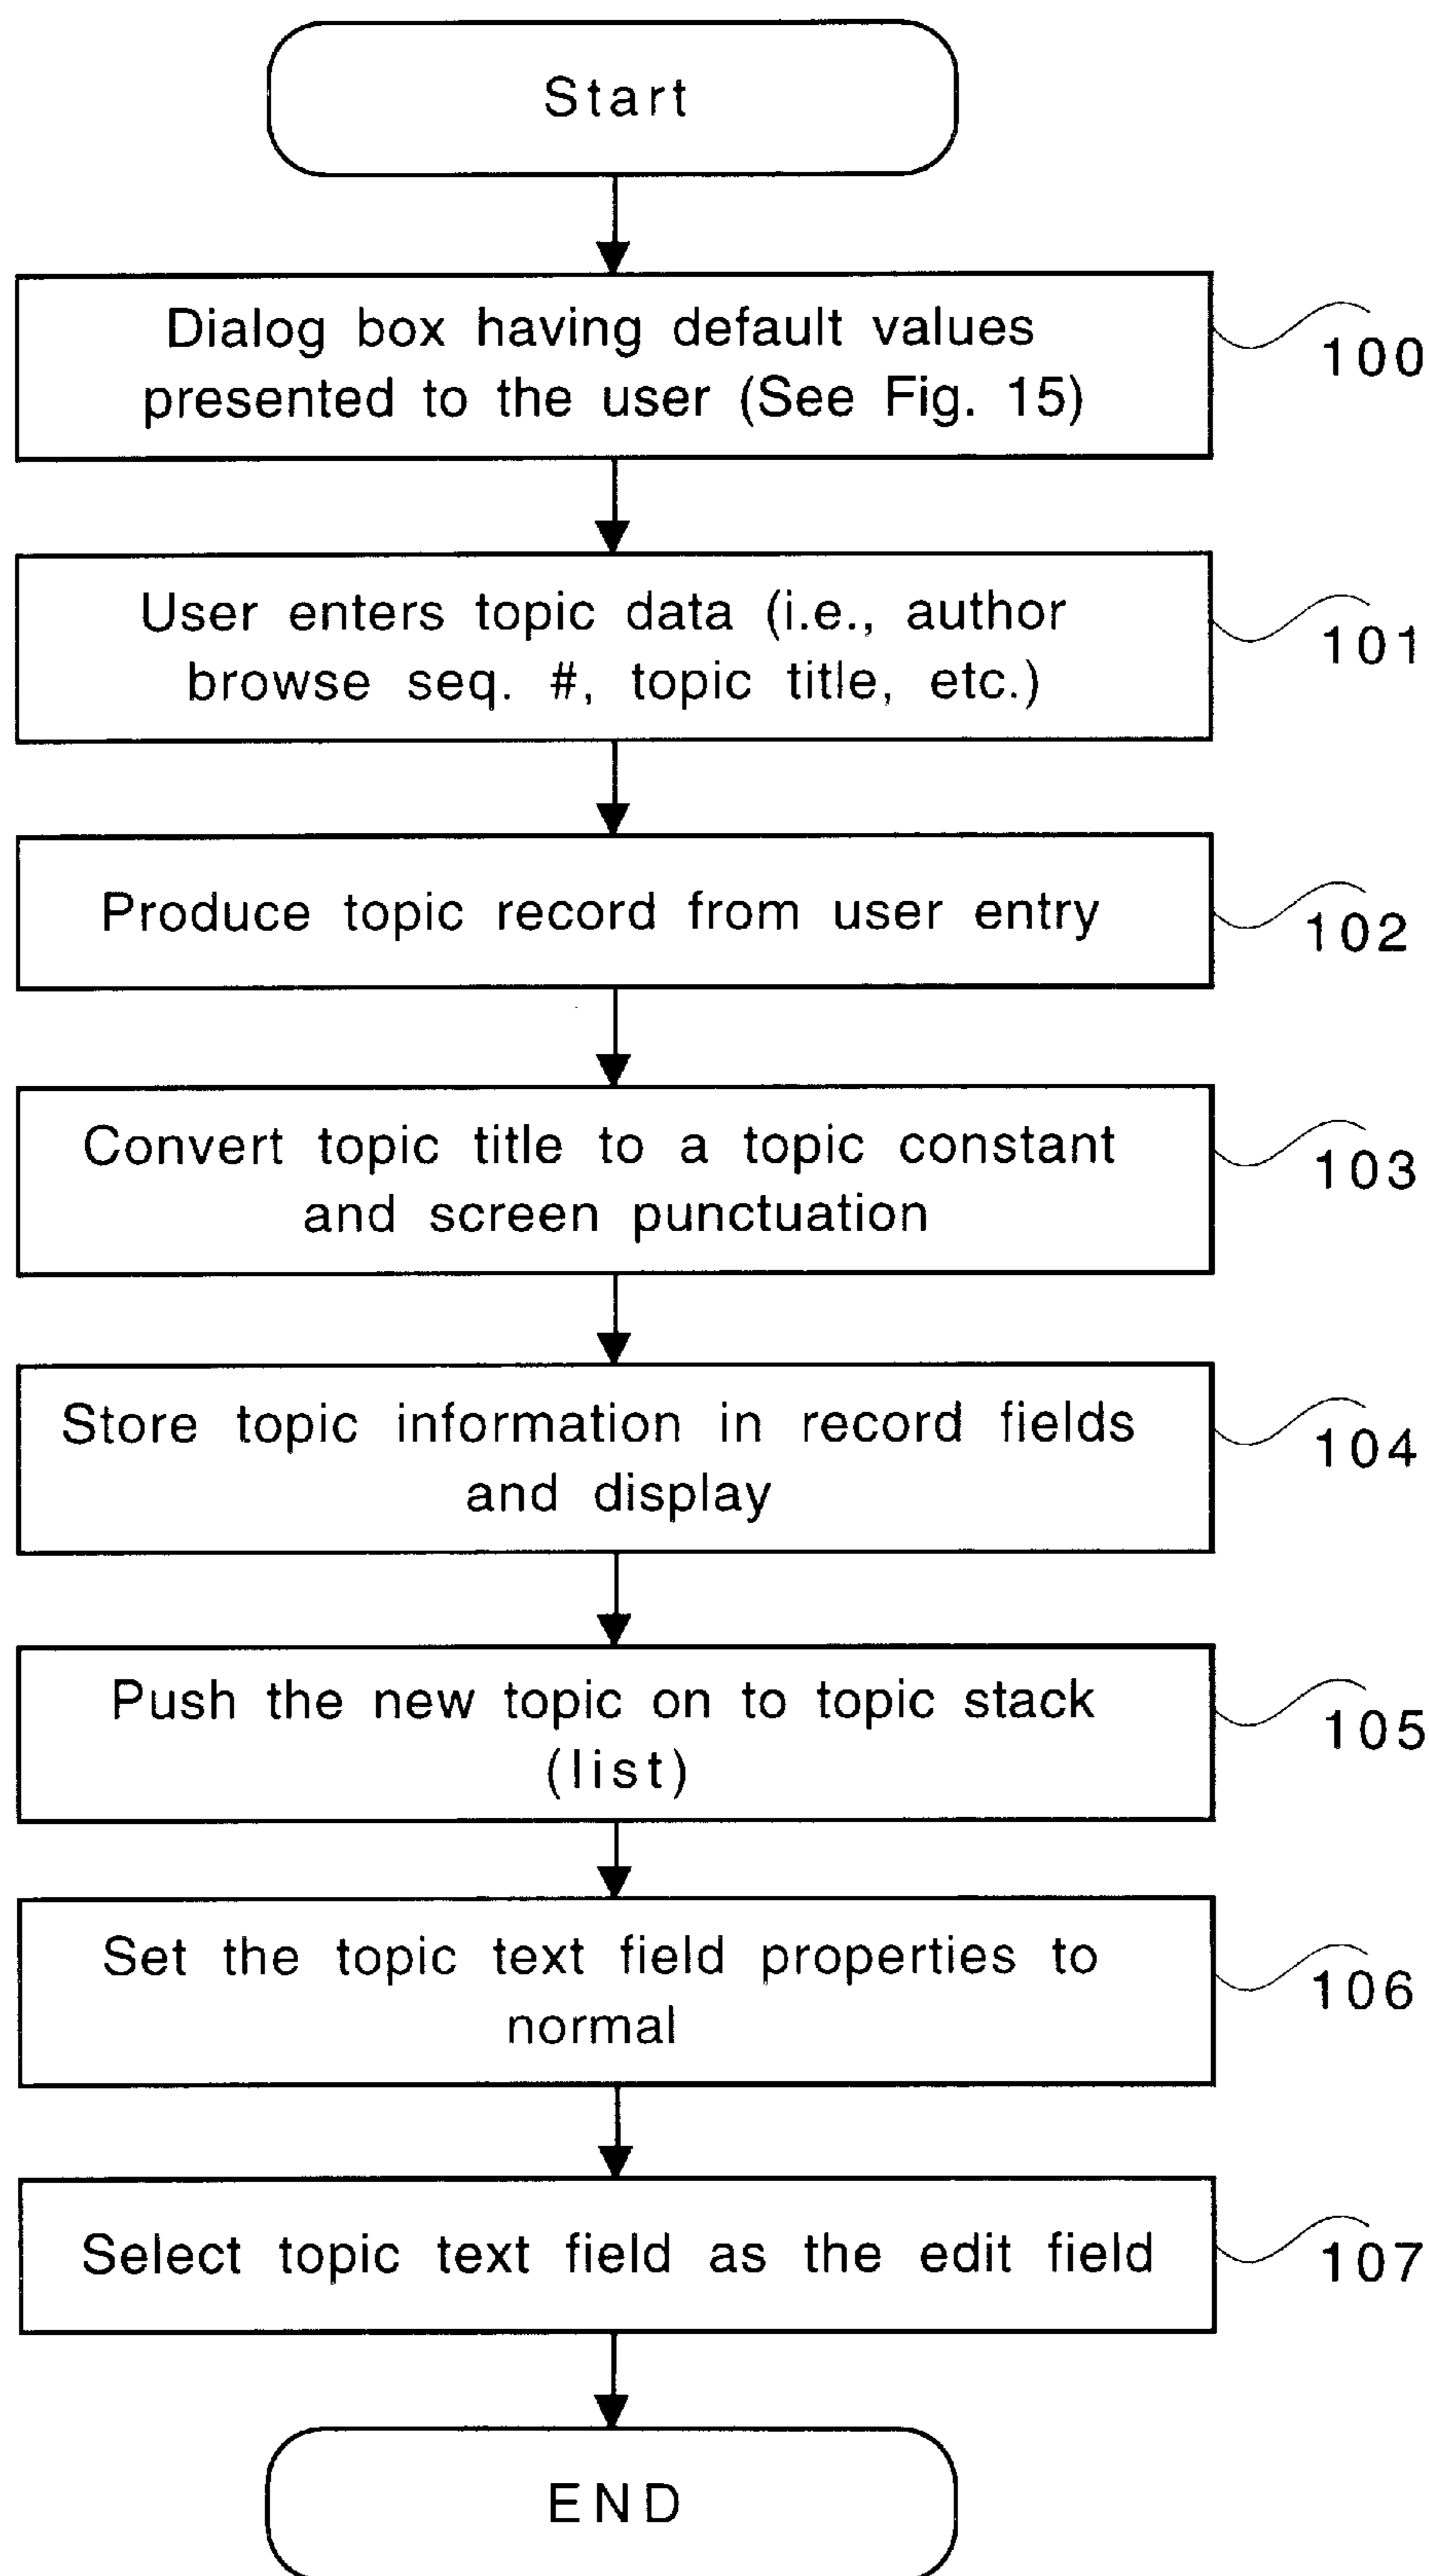 Start
Dialog box having default values
presented to the user (See Fig. 15)
100
User enters topic data (i.e., author
browse seq. #, topic title, etc.)
101
Produce topic record from user entry
102
Convert topic title to a topic constant
and screen punctuation
103
Store topic information in record fields
and display
104
Push the new topic on to topic stack
(list)
105
Set the topic text field properties to
normal
106
Select topic text field as the edit field
107
END